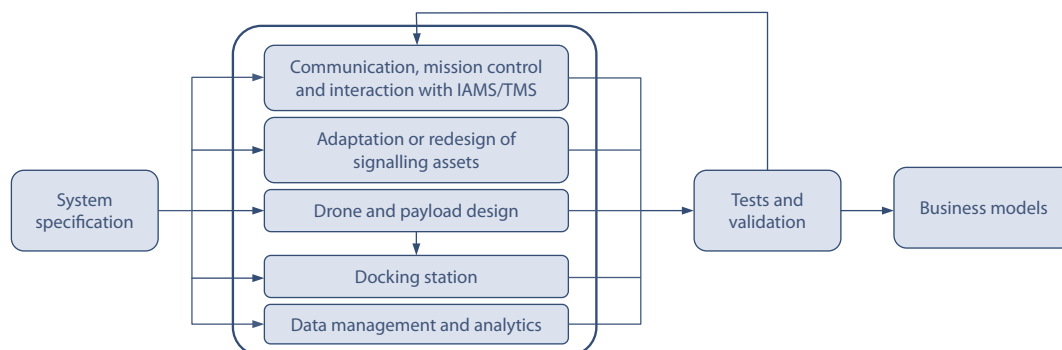 Communication, mission control
and interaction with IAMS/TMS
Adaptation or redesign of
signalling assets
System
specification
Drone and payload design
Tests and
validation
Business models
Docking station
Data management and analytics